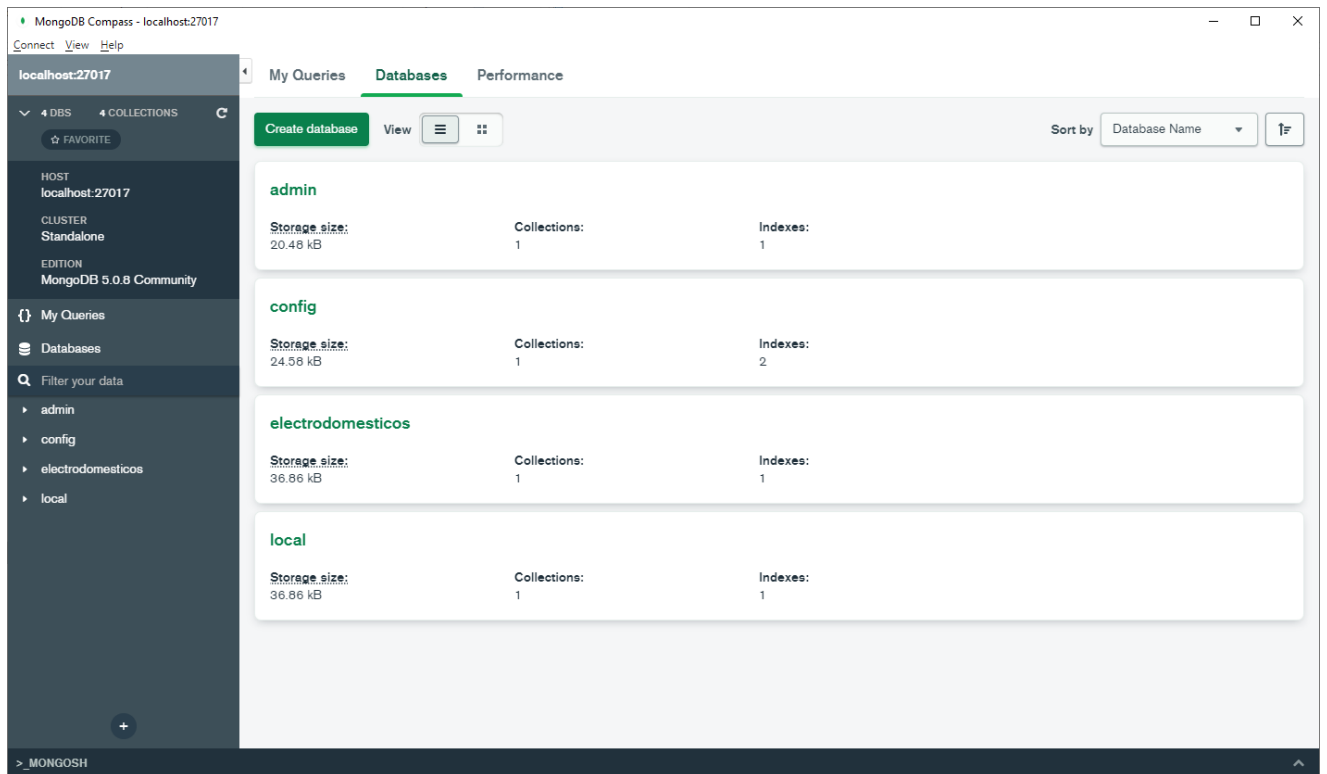 MongoDB Compass - localhost:27017
Connect View Help
localhost:27017
4 DBS 4 COLLECTIONS
FAVORITE
HOST
localhost:27017
CLUSTER
Standalone
EDITION
MongoDB 5.0.8 Community
{} My Queries
Databases
Filter your data
admin
config
electrodomesticos
local
My Queries Databases Performance
Create database View Sort by Database Name
admin
Storage size: Collections: Indexes:
20.48 kB 1 1
config
Storage size: Collections: Indexes:
24.58 kB 1 2
electrodomesticos
Storage size: Collections: Indexes:
36.86 kB 1 1
local
Storage size: Collections: Indexes:
36.86 kB 1 1
>_MONGOSH